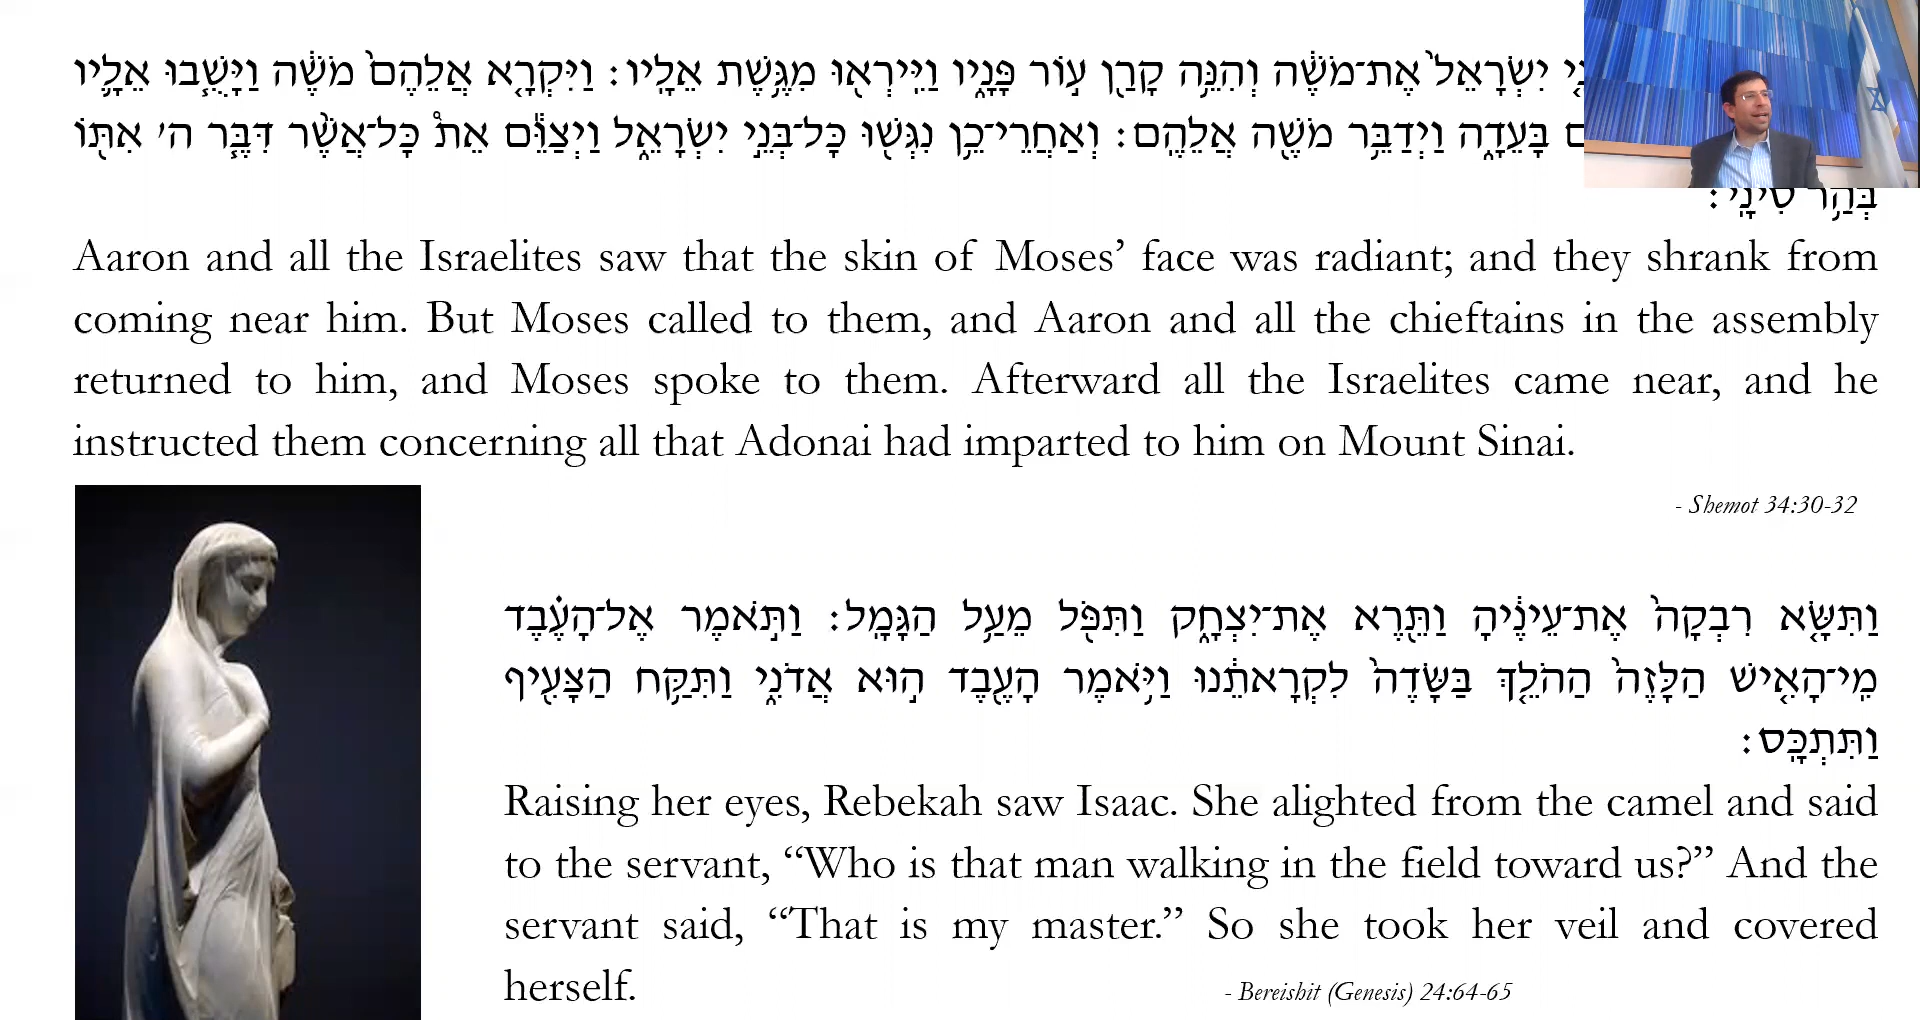 יִשְׂרָאֵל֙ אֶת־מֹשֶׁ֔ה וְהִנֵּ֥ה קָרַ֖ן ע֣וֹר פָּנָ֑יו וַיִּֽירְא֖וּ מִגֶּ֥שֶׁת אֵלָֽיו׃ וַיִּקְרָ֤א אֲלֵהֶם֙ מֹשֶׁ֔ה וַיָּשֻׁ֧בוּ אֵלָ֛יו
בָּעֵדָ֑ה וַיְדַבֵּ֥ר מֹשֶׁ֖ה אֲלֵהֶֽם׃ וְאַחֲרֵי־כֵ֥ן נִגְּשׁ֖וּ כׇּל־בְּנֵ֣י יִשְׂרָאֵ֑ל וַיְצַוֵּ֕ם אֵת֩ כׇּל־אֲשֶׁ֨ר דִּבֶּ֧ר ה׳ אִתּ֖וֹ
בְּהַ֥ר סִינָֽי׃
Aaron and all the Israelites saw that the skin of Moses’ face was radiant; and they shrank from
coming near him. But Moses called to them, and Aaron and all the chieftains in the assembly
returned to him, and Moses spoke to them. Afterward all the Israelites came near, and he
instructed them concerning all that Adonai had imparted to him on Mount Sinai.
- Shemot 34:30-32
וַתִּשָּׂ֤א רִבְקָה֙ אֶת־עֵינֶ֔יהָ וַתֵּ֖רֶא אֶת־יִצְחָ֑ק וַתִּפֹּ֖ל מֵעַ֥ל הַגָּמָֽל׃ וַתֹּ֣אמֶר אֶל־הָעֶ֗בֶד
מִֽי־הָאִ֤ישׁ הַלָּזֶה֙ הַהֹלֵ֤ךְ בַּשָּׂדֶה֙ לִקְרָאתֵ֔נוּ וַיֹּ֥אמֶר הָעֶ֖בֶד ה֣וּא אֲדֹנִ֑י וַתִּקַּ֥ח הַצָּעִ֖יף
וַתִּתְכָּֽס׃
Raising her eyes, Rebekah saw Isaac. She alighted from the camel and said
to the servant, “Who is that man walking in the field toward us?” And the
servant said, “That is my master.” So she took her veil and covered
herself.
- Bereishit (Genesis) 24:64-65